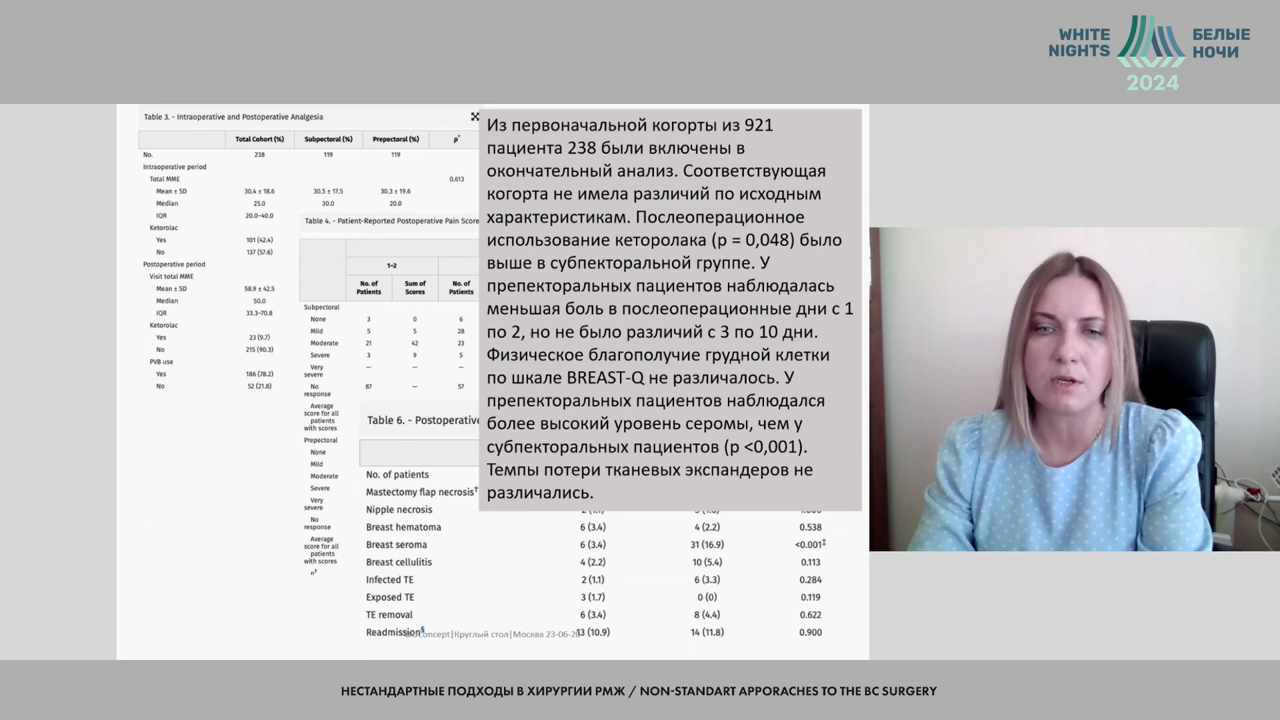 WHITE
NIGHTS
БЕЛЫЕ
НОЧИ
2024
Table 3. - Intraoperative and Postoperative Analgesia
Total Cohort (%) Subpectoral (%) Prepectoral (%) p*
No. 238 119 119
Intraoperative period
Total MME 0.613
Mean ± SD 30.4 ± 18.6 30.5 ± 17.5 30.3 ± 19.6
Median 25.0 30.0 20.0
IQR 20.0–40.0
Ketorolac
Yes 101 (42.4)
No 137 (57.6)
Postoperative period
Visit total MME
Mean ± SD 58.9 ± 42.5
Median 50.0
IQR 33.3–70.8
Ketorolac
Yes 23 (9.7)
No 215 (90.3)
PVB use
Yes 186 (78.2)
No 52 (21.8)
Table 4. - Patient-Reported Postoperative Pain Score
1–2
No. of Patients Sum of Scores No. of Patients
Subpectoral
None 3 0 6
Mild 5 5 28
Moderate 21 42 23
Severe 3 9 5
Very
severe — —
No
response 87 — 57
Average
score for all
patients
with scores
Prepectoral
None
Mild
Moderate
Severe
Very
severe
No
response
Average
score for all
patients
with scores
Table 6. - Postoperative
No. of patients
Mastectomy flap necrosis†
Nipple necrosis
Breast hematoma 6 (3.4) 4 (2.2) 0.538
Breast seroma 6 (3.4) 31 (16.9) <0.001‡
Breast cellulitis 4 (2.2) 10 (5.4) 0.113
Infected TE 2 (1.1) 6 (3.3) 0.284
Exposed TE 3 (1.7) 0 (0) 0.119
TE removal 6 (3.4) 8 (4.4) 0.622
Readmission§ 13 (10.9) 14 (11.8) 0.900
Круглый стол|Москва 23-06-2
Из первоначальной когорты из 921
пациента 238 были включены в
окончательный анализ. Соответствующая
когорта не имела различий по исходным
характеристикам. Послеоперационное
использование кеторолака (p = 0,048) было
выше в субпекторальной группе. У
препекторальных пациентов наблюдалась
меньшая боль в послеоперационные дни с 1
по 2, но не было различий с 3 по 10 дни.
Физическое благополучие грудной клетки
по шкале BREAST-Q не различалось. У
препекторальных пациентов наблюдался
более высокий уровень серомы, чем у
субпекторальных пациентов (p <0,001).
Темпы потери тканевых экспандеров не
различались.
НЕСТАНДАРТНЫЕ ПОДХОДЫ В ХИРУРГИИ РМЖ / NON-STANDART APPORACHES TO THE BC SURGERY